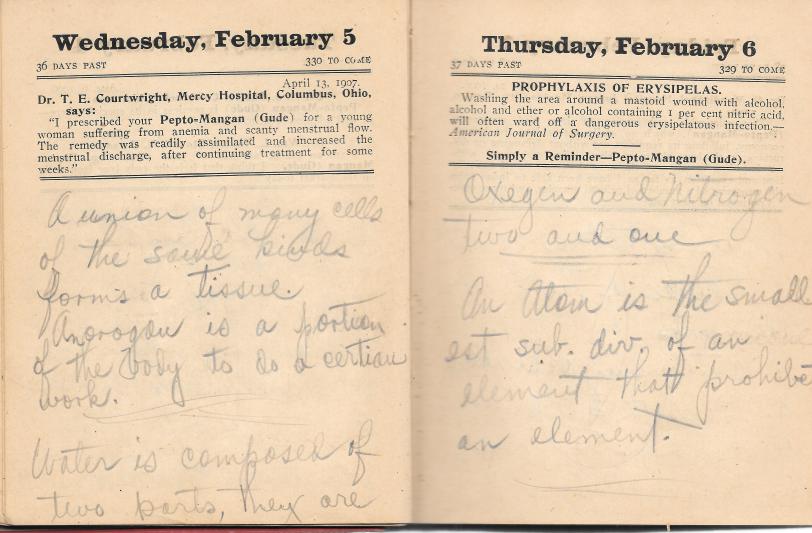 Wednesday, February 5
36 DAYS PAST 330 TO COME
April 13, 1907.
Dr. T. E. Courtwright, Mercy Hospital, Columbus, Ohio,
says:
"I prescribed your Pepto-Mangan (Gude) for a young
woman suffering from anemia and scanty menstrual flow.
The remedy was readily assimilated and increased the
menstrual discharge, after continuing treatment for some
weeks."
A union of many cells
of the same kinds
forms a tissue.
is a portion
of the body to do a certian
work.
Water is composed of
two parts, they are
Thursday, February 6
37 DAYS PAST 329 TO COME
PROPHYLAXIS OF ERYSIPELAS.
Washing the area around a mastoid wound with alcohol,
alcohol and ether or alcohol containing 1 per cent nitric acid,
will often ward off a dangerous erysipelatous infection.—
American Journal of Surgery.
Simply a Reminder—Pepto-Mangan (Gude).
Oxegen and Nitrogen
two and one
An Atom is the small
est sub. div. of an
element that prohibe
an element.